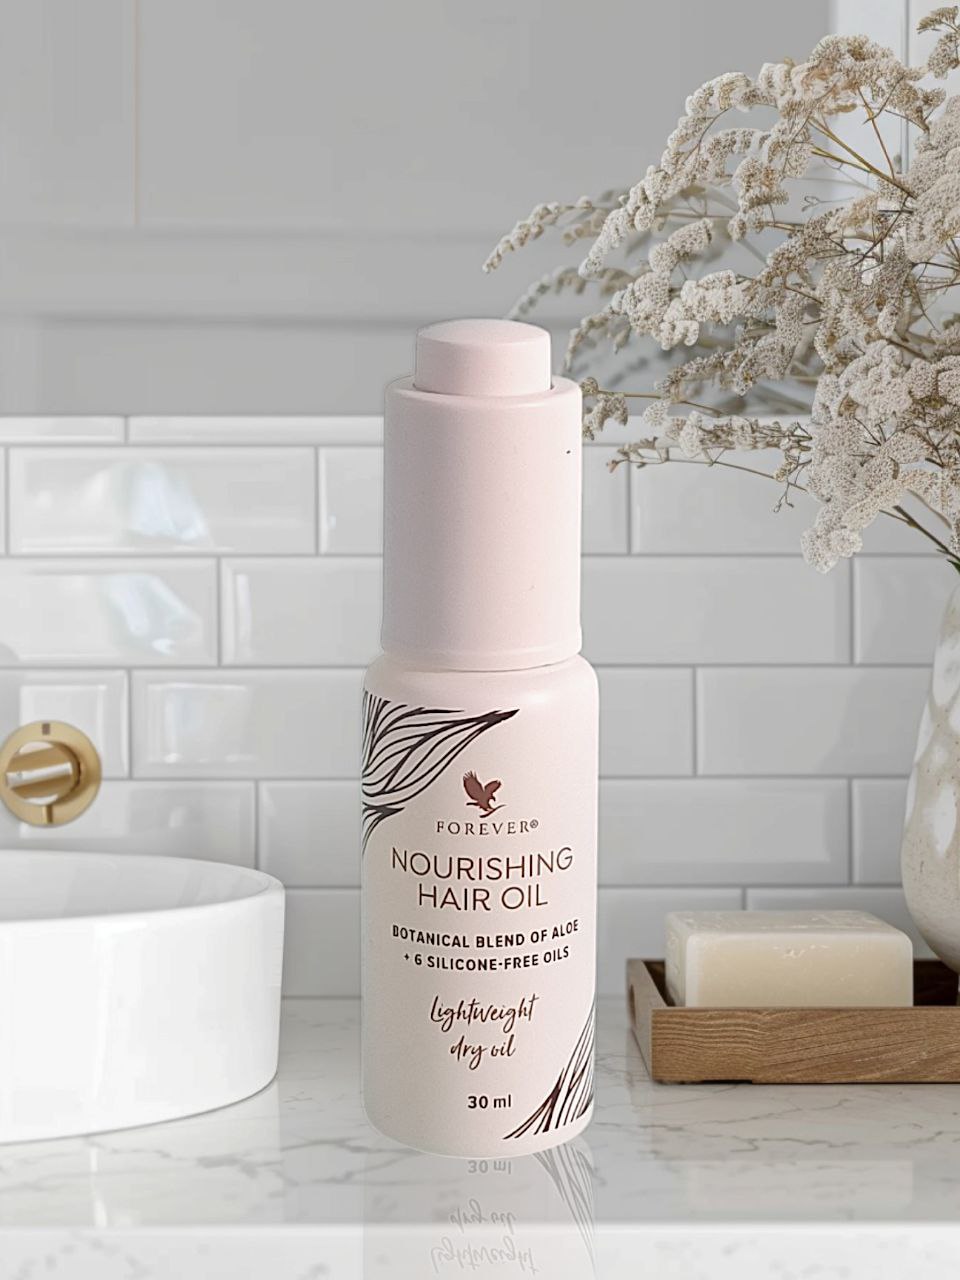 FOREVER®
NOURISHING
HAIR OIL
BOTANICAL BLEND OF ALOE
+ 6 SILICONE-FREE OILS
Lightweight
dry oil
30 ml